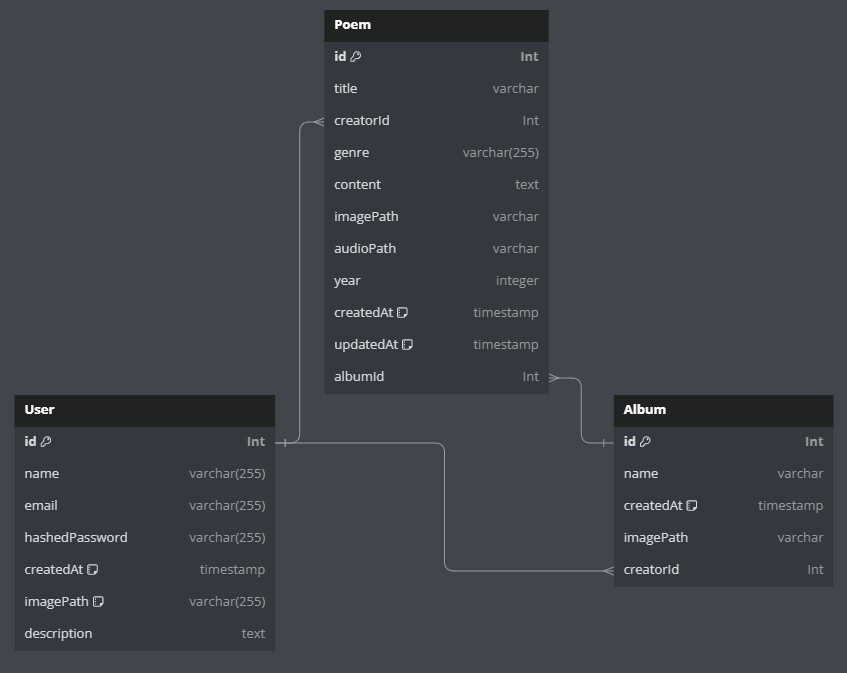 Poem
id Int
title varchar
creatorId Int
genre varchar(255)
content text
imagePath varchar
audioPath varchar
year integer
createdAt timestamp
updatedAt timestamp
albumId Int
User
id Int
name varchar(255)
email varchar(255)
hashedPassword varchar(255)
createdAt timestamp
imagePath varchar(255)
description text
Album
id Int
name varchar
createdAt timestamp
imagePath varchar
creatorId Int